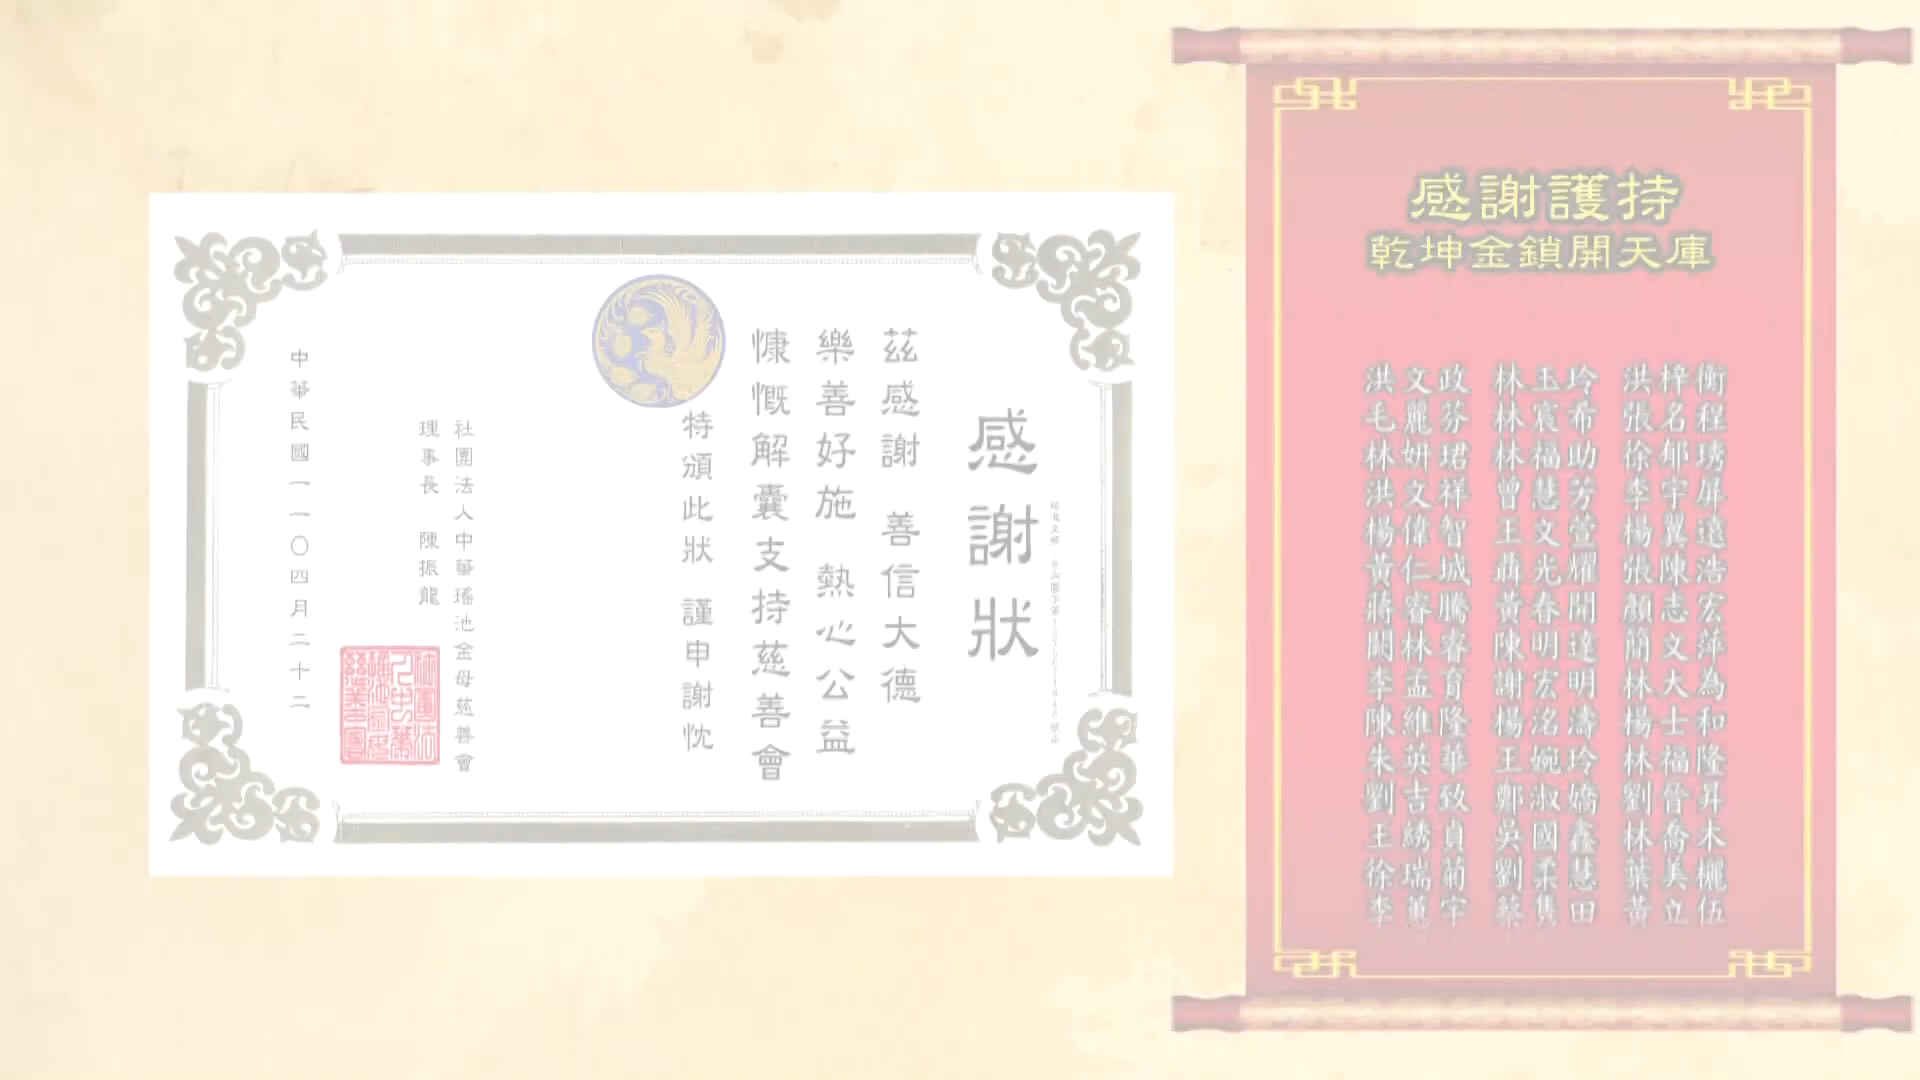 感謝狀
茲感謝 善信大德
樂善好施 熱心公益
慷慨解囊支持慈善會
特頒此狀 謹申謝忱
社團法人中華瑤池金母慈善會
理事長 陳振龍
中華民國一一〇四月二十二
感謝護持
乾坤金鎖開天庫
洪文政 林玉玲 洪梓衡
毛麗芬 林宸希 張名程
林妍珺 林福助 徐郁琇
洪文祥 曾慧芳 李宇屏
楊偉智 王文萱 楊翼遠
黃仁城 聶光耀 張陳浩
蔣睿騰 黃春開 顏志宏
闕林睿 陳明達 簡文萍
李孟育 謝宏明 林大為
陳維隆 楊洺濤 楊士和
朱英華 王婉玲 林福隆
劉吉致 鄭淑嬌 劉晉昇
王綉貞 吳國鑫 林喬木
徐瑞菊 劉柔慧 葉美
李蕙宇 蔡雋田 黃立伍